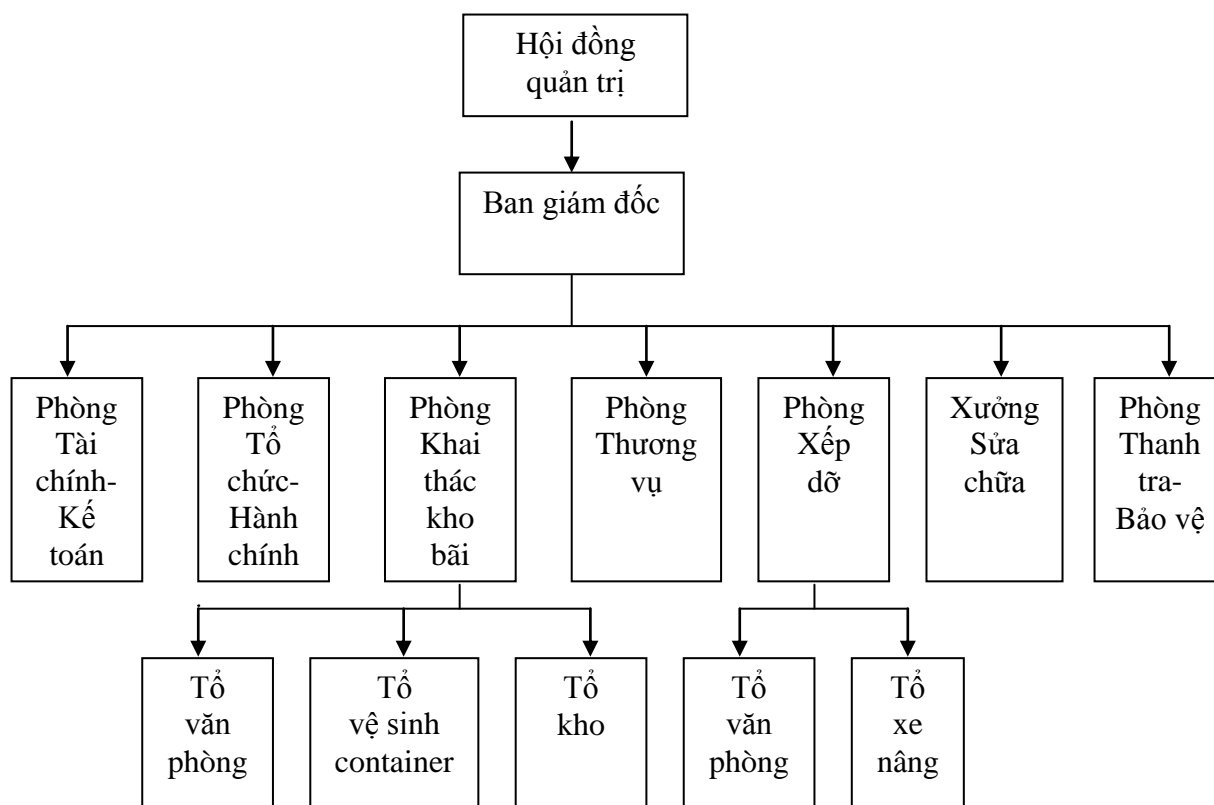 Hội đồng
quản trị
Ban giám đốc
Phòng
Tài
chính-
Kế
toán
Phòng
Tổ
chức-
Hành
chính
Phòng
Khai
thác
kho
bãi
Phòng
Thương
vụ
Phòng
Xếp
dỡ
Xưởng
Sửa
chữa
Phòng
Thanh
tra-
Bảo vệ
Tổ
văn
phòng
Tổ
vệ sinh
container
Tổ
kho
Tổ
văn
phòng
Tổ
xe
nâng